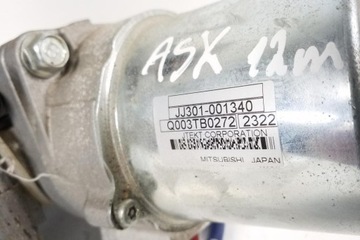 ASX 12m
JJ301-001340
Q003TB0272 2322
JTEKT CORPORATION
MITSUBISHI JAPAN